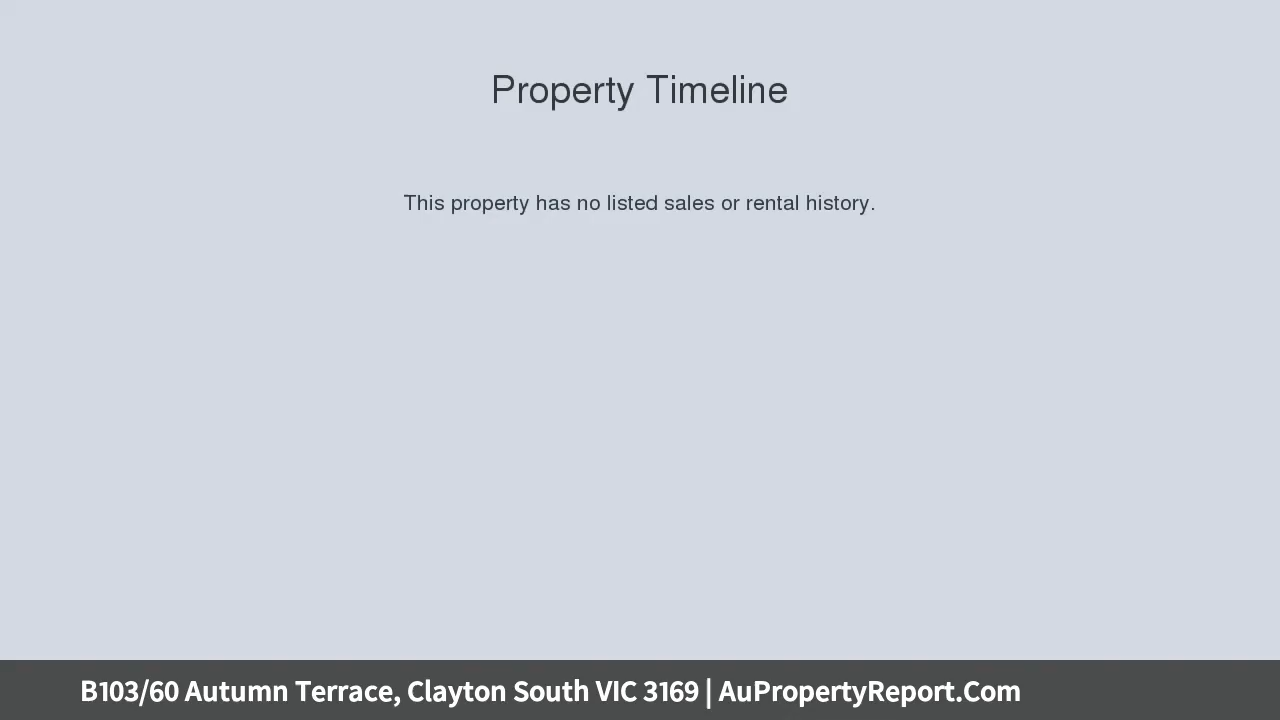 Property Timeline
This property has no listed sales or rental history.
B103/60 Autumn Terrace, Clayton South VIC 3169 | AuPropertyReport.Com